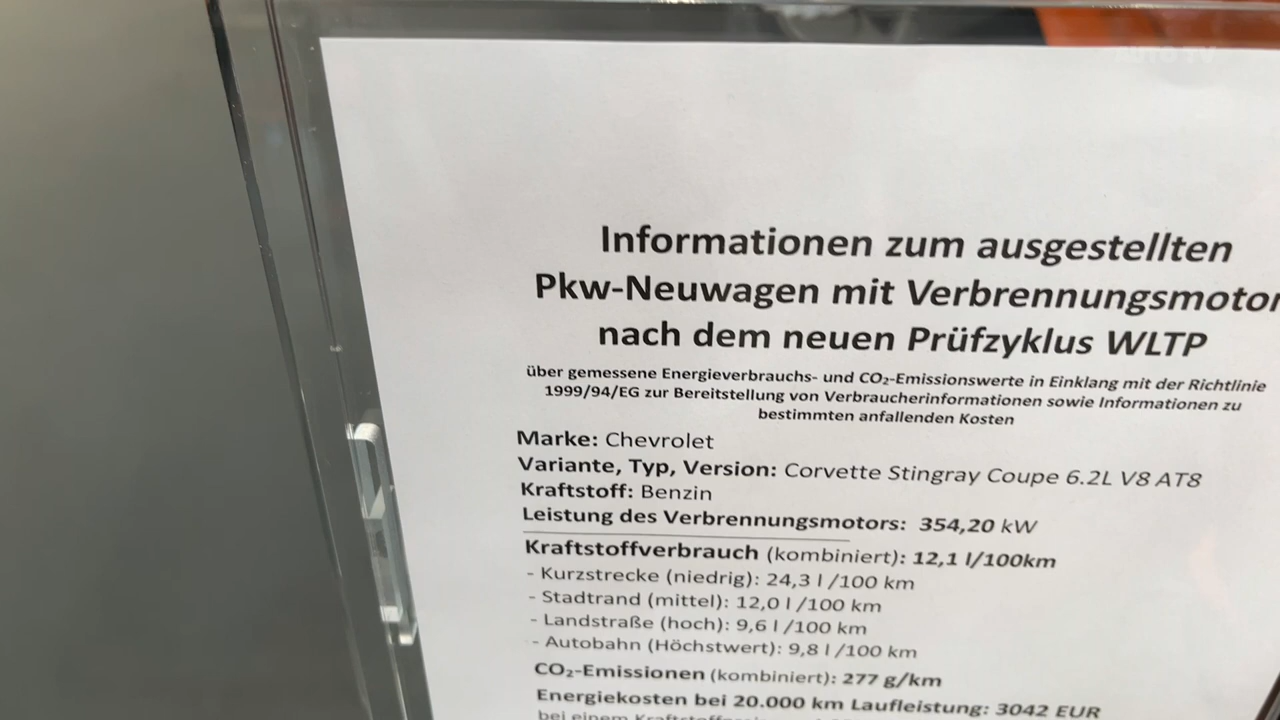 AUTO TV
Informationen zum ausgestellten
Pkw-Neuwagen mit Verbrennungsmotor
nach dem neuen Prüfzyklus WLTP
über gemessene Energieverbrauchs- und CO₂-Emissionswerte in Einklang mit der Richtlinie
1999/94/EG zur Bereitstellung von Verbraucherinformationen sowie Informationen zu
bestimmten anfallenden Kosten
Marke: Chevrolet
Variante, Typ, Version: Corvette Stingray Coupe 6.2L V8 AT8
Kraftstoff: Benzin
Leistung des Verbrennungsmotors: 354,20 kW
Kraftstoffverbrauch (kombiniert): 12,1 l/100km
- Kurzstrecke (niedrig): 24,3 l /100 km
- Stadtrand (mittel): 12,0 l /100 km
- Landstraße (hoch): 9,6 l /100 km
- Autobahn (Höchstwert): 9,8 l /100 km
CO₂-Emissionen (kombiniert): 277 g/km
Energiekosten bei 20.000 km Laufleistung: 3042 EUR
bei einem